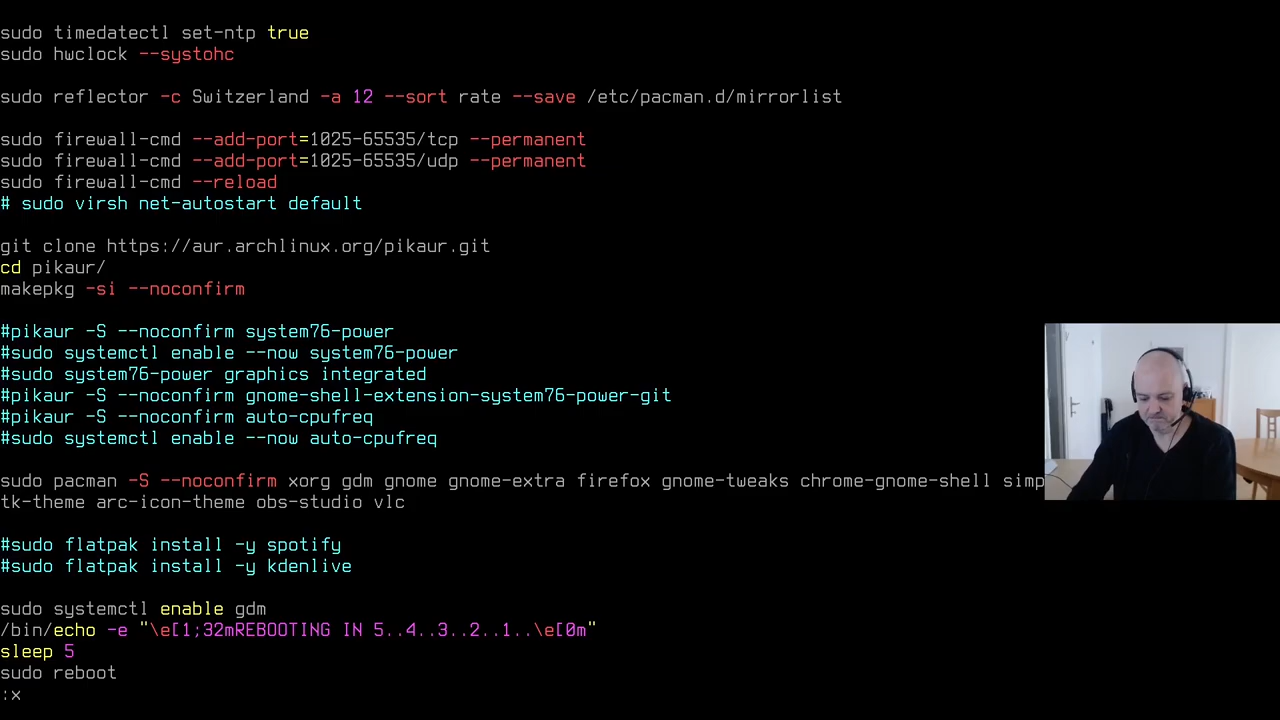 sudo timedatectl set-ntp true
sudo hwclock --systohc
sudo reflector -c Switzerland -a 12 --sort rate --save /etc/pacman.d/mirrorlist
sudo firewall-cmd --add-port=1025-65535/tcp --permanent
sudo firewall-cmd --add-port=1025-65535/udp --permanent
sudo firewall-cmd --reload
# sudo virsh net-autostart default
git clone https://aur.archlinux.org/pikaur.git
cd pikaur/
makepkg -si --noconfirm
#pikaur -S --noconfirm system76-power
#sudo systemctl enable --now system76-power
#sudo system76-power graphics integrated
#pikaur -S --noconfirm gnome-shell-extension-system76-power-git
#pikaur -S --noconfirm auto-cpufreq
#sudo systemctl enable --now auto-cpufreq
sudo pacman -S --noconfirm xorg gdm gnome gnome-extra firefox gnome-tweaks chrome-gnome-shell simp
tk-theme arc-icon-theme obs-studio vlc
#sudo flatpak install -y spotify
#sudo flatpak install -y kdenlive
sudo systemctl enable gdm
/bin/echo -e "\e[1;32mREBOOTING IN 5..4..3..2..1..\e[0m"
sleep 5
sudo reboot
:x